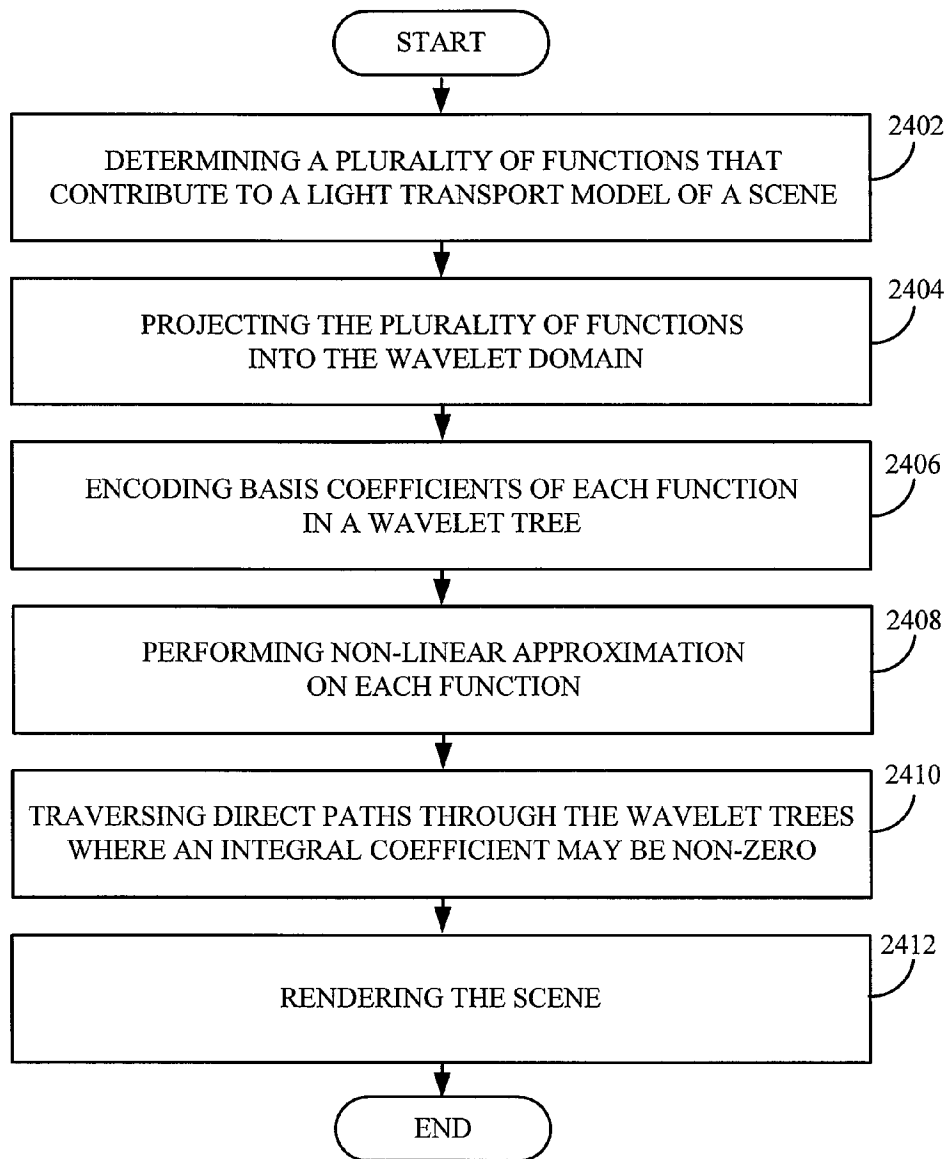 START
2402
DETERMINING A PLURALITY OF FUNCTIONS THAT
CONTRIBUTE TO A LIGHT TRANSPORT MODEL OF A SCENE
2404
PROJECTING THE PLURALITY OF FUNCTIONS
INTO THE WAVELET DOMAIN
2406
ENCODING BASIS COEFFICIENTS OF EACH FUNCTION
IN A WAVELET TREE
2408
PERFORMING NON-LINEAR APPROXIMATION
ON EACH FUNCTION
2410
TRAVERSING DIRECT PATHS THROUGH THE WAVELET TREES
WHERE AN INTEGRAL COEFFICIENT MAY BE NON-ZERO
2412
RENDERING THE SCENE
END